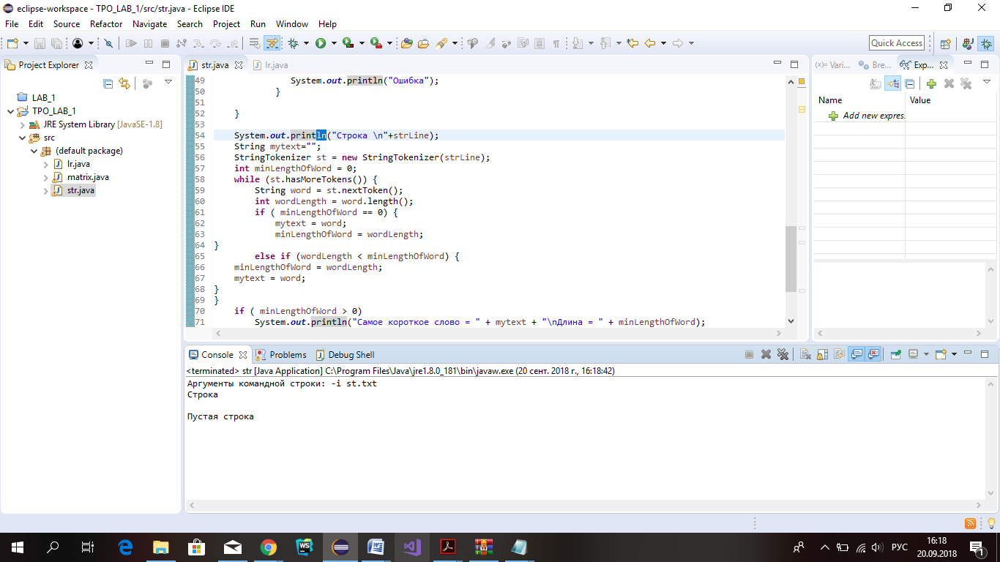 eclipse-workspace - TPO_LAB_1/src/str.java - Eclipse IDE
File Edit Source Refactor Navigate Search Project Run Window Help
Quick Access
Project Explorer
LAB_1
TPO_LAB_1
JRE System Library [JavaSE-1.8]
src
(default package)
lr.java
matrix.java
str.java
str.java lr.java
49 System.out.println("Ошибка");
50 }
51
52 }
53
54 System.out.println("Строка \n"+strLine);
55 String mytext="";
56 StringTokenizer st = new StringTokenizer(strLine);
57 int minLengthOfWord = 0;
58 while (st.hasMoreTokens()) {
59 String word = st.nextToken();
60 int wordLength = word.length();
61 if ( minLengthOfWord == 0) {
62 mytext = word;
63 minLengthOfWord = wordLength;
64 }
65 else if (wordLength < minLengthOfWord) {
66 minLengthOfWord = wordLength;
67 mytext = word;
68 }
69 }
70 if ( minLengthOfWord > 0)
71 System.out.println("Самое короткое слово = " + mytext + "\nДлина = " + minLengthOfWord);
(x)= Vari... Bre... Exp...
Name Value
Add new expres
Console Problems Debug Shell
<terminated> str [Java Application] C:\Program Files\Java\jre1.8.0_181\bin\javaw.exe (20 сент. 2018 г., 16:18:42)
Аргументы командной строки: -i st.txt
Строка
Пустая строка
РУС
16:18
20.09.2018
1